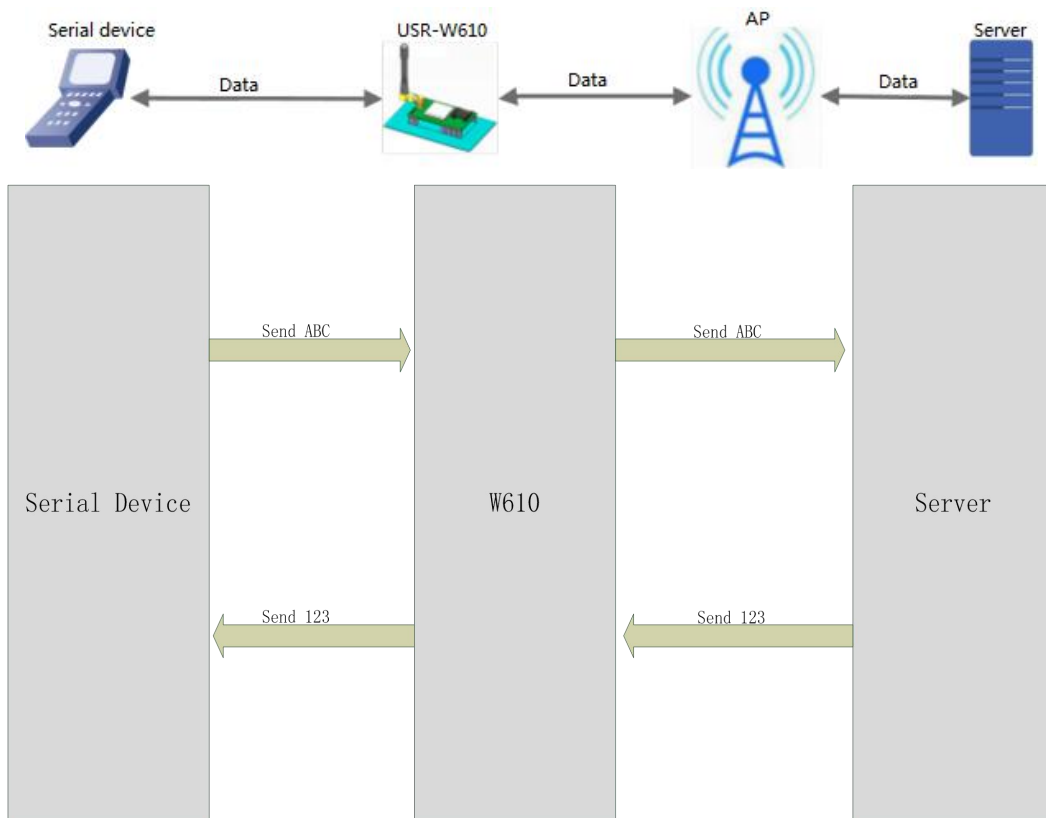 Serial device
USR-W610
AP
Server
Data
Data
Data
Send ABC
Send ABC
Serial Device
W610
Server
Send 123
Send 123